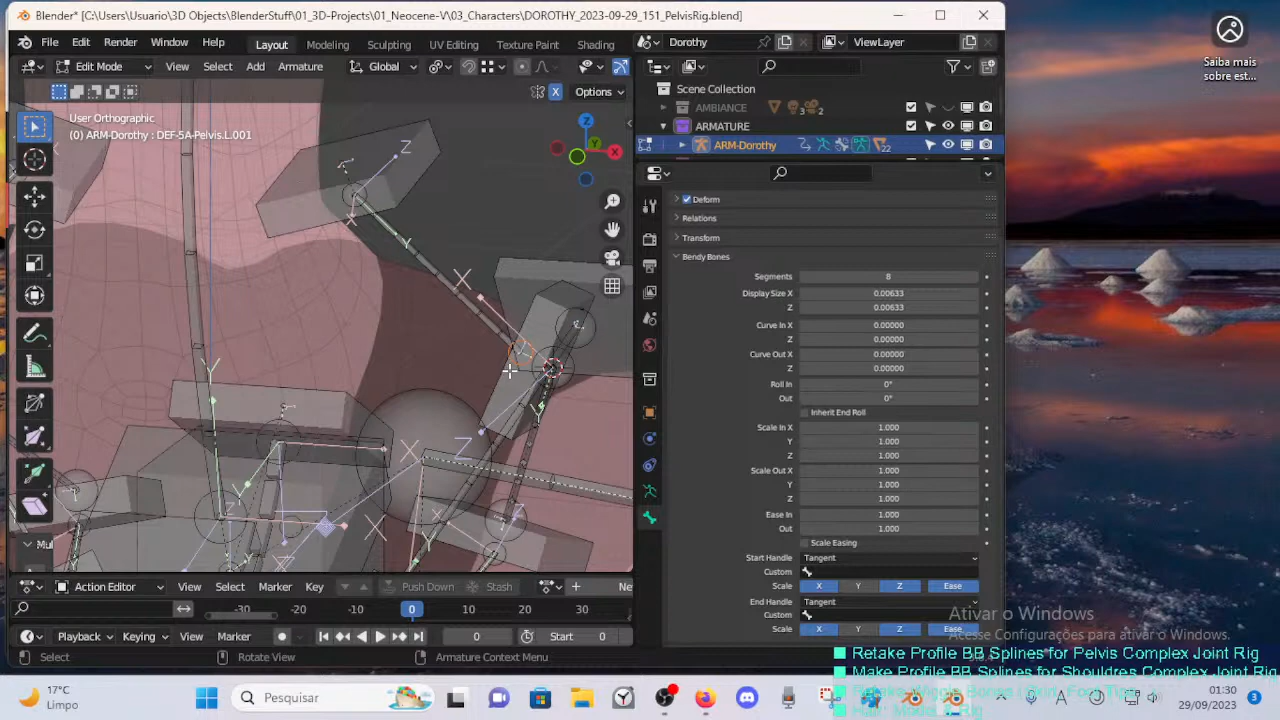 Blender* [C:\Users\Usuario\3D Objects\BlenderStuff\01_3D-Projects\01_Neocene-V\03_Characters\DOROTHY_2023-09-29_151_PelvisRig.blend]
File Edit Render Window Help Layout Modeling Sculpting UV Editing Texture Paint Shading Dorothy ViewLayer
Edit Mode View Select Add Armature Global
X Options
User Orthographic
(0) ARM-Dorothy : DEF-5A-Pelvis.L.001
Z
Y
X
Scene Collection
AMBIANCE 3 2
ARMATURE
ARM-Dorothy 22
Deform
Relations
Transform
Bendy Bones
Segments 8
Display Size X 0.00633
Z 0.00633
Curve In X 0.00000
Z 0.00000
Curve Out X 0.00000
Z 0.00000
Roll In 0°
Out 0°
Inherit End Roll
Scale In X 1.000
Y 1.000
Z 1.000
Scale Out X 1.000
Y 1.000
Z 1.000
Ease In 1.000
Out 1.000
Scale Easing
Start Handle Tangent
Custom
Scale X Y Z Ease
End Handle Tangent
Custom
Scale X Y Z Ease
Mul
ion Editor View Select Marker Key Push Down Stash Ne
-30 -20 -10 0 10 20 30
Playback Keying View Marker 0 Start 0
Select Rotate View Armature Context Menu
Saiba mais
sobre est...
Ativar o Windows
Acesse Configurações para ativar o Windows.
Retake Profile BB Splines for Pelvis Complex Joint Rig
Make Profile BB Splines for Shouldres Complex Joint Rig
17°C
Limpo
Pesquisar
01:30
29/09/2023
3